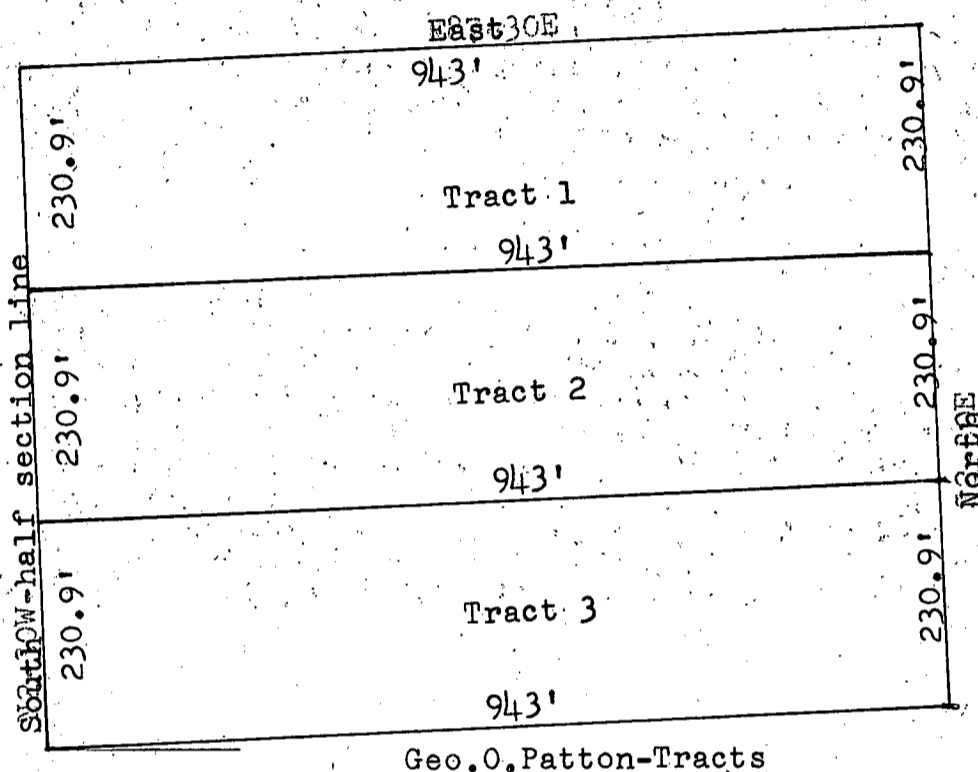 East
943'
230.9'
230.9'
Tract 1
943'
South half section line
230.9'
230.9'
Tract 2
943'
North
230.9'
230.9'
Tract 3
943'
Geo.O.Patton-Tracts